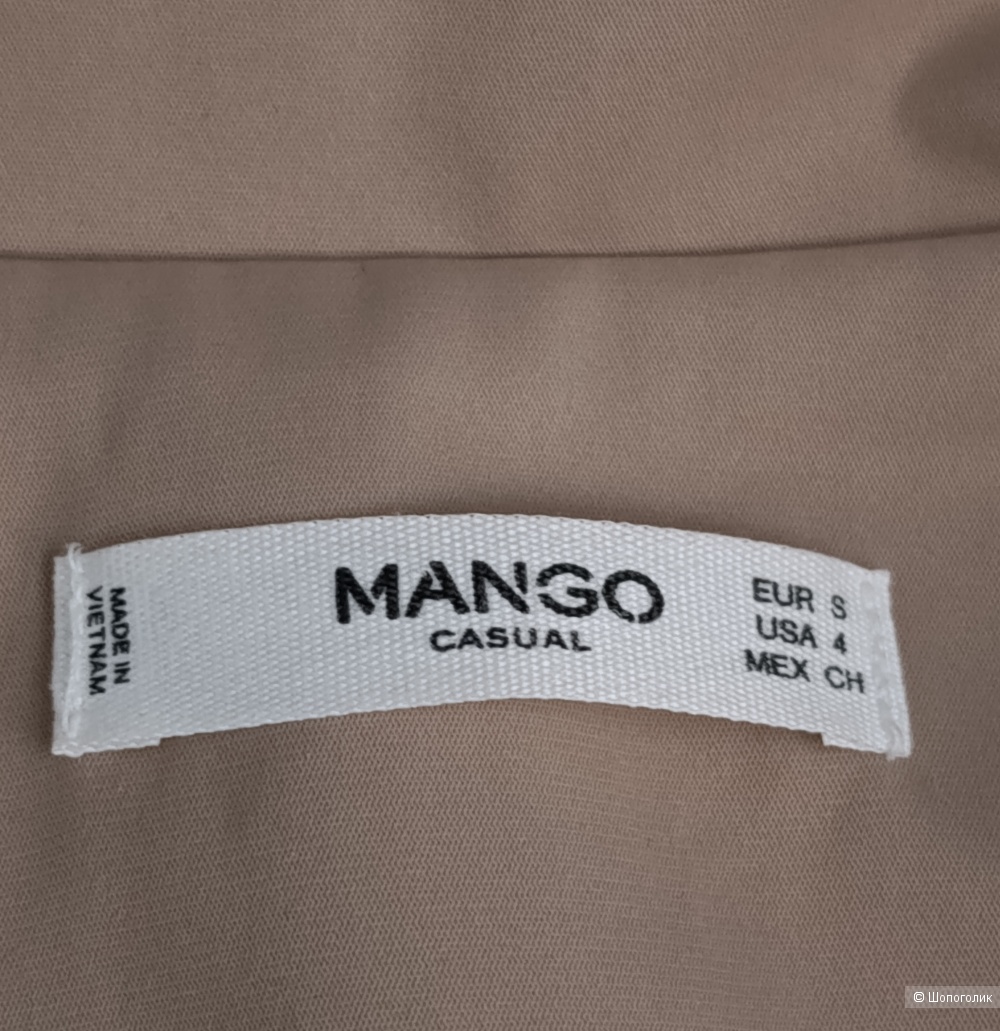 MADE IN
VIETNAM
MANGO
CASUAL
EUR S
USA 4
MEX CH
© Шопоголик